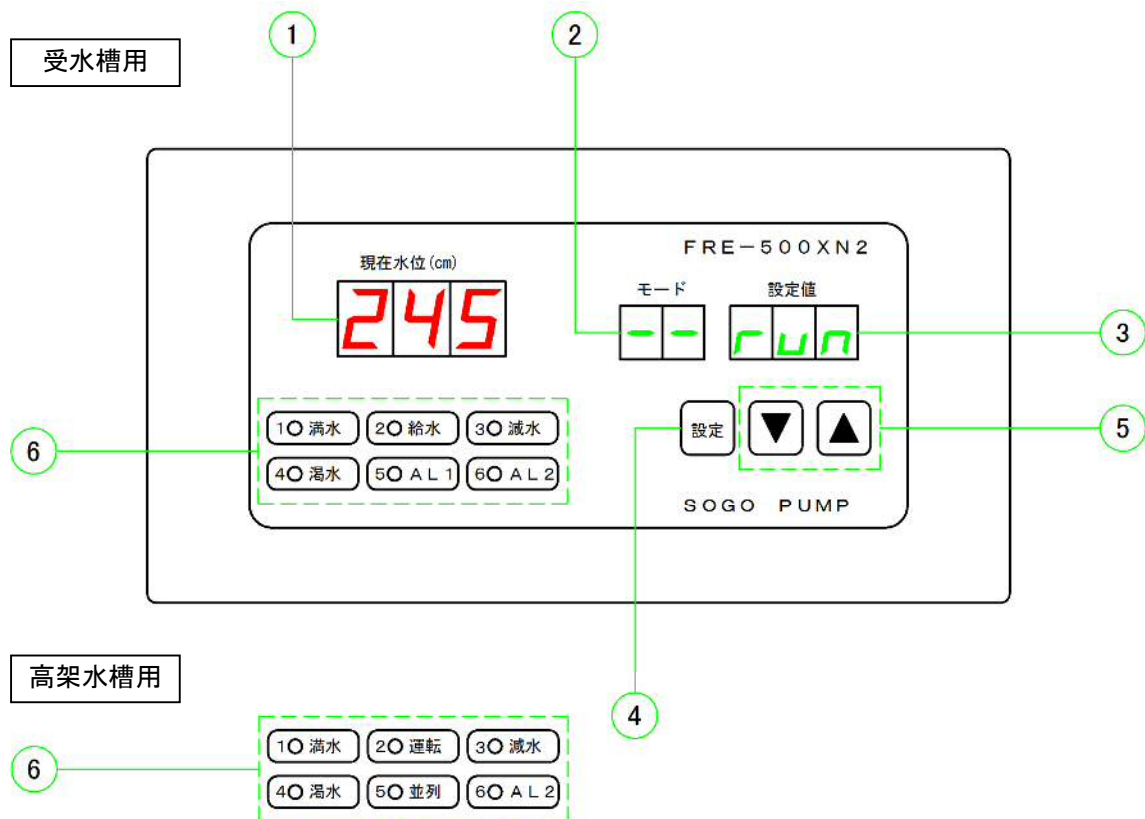 1
2
受水槽用
FRE-500XN2
現在水位(cm)
モード
設定値
245
--
run
3
1 満水
2 給水
3 減水
設定
▼
▲
5
6
4 渇水
5 AL1
6 AL2
SOGO PUMP
高架水槽用
4
1 満水
2 運転
3 減水
6
4 渇水
5 並列
6 AL2